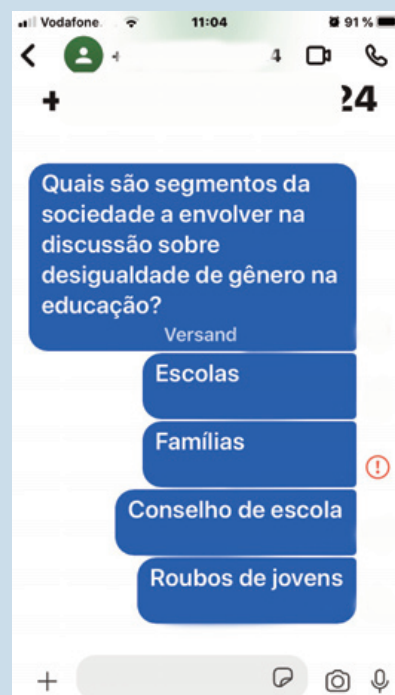 Vodafone 11:04 91 %
+ 4
+ 24
Quais são segmentos da
sociedade a envolver na
discussão sobre
desigualdade de gênero na
educação?
Versand
Escolas
Famílias
Conselho de escola
Roubos de jovens